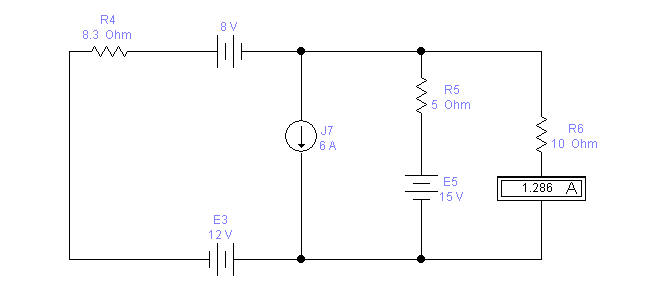 R4
8.3 Ohm
8 V
J7
6 A
R5
5 Ohm
R6
10 Ohm
E5
15 V
1.286 A
E3
12 V